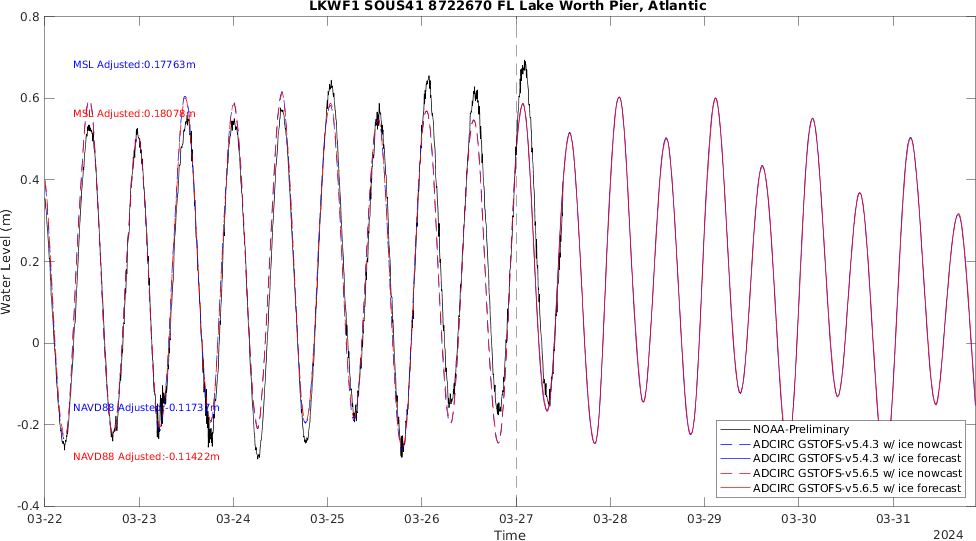 LKWF1 SOUS41 8722670 FL Lake Worth Pier, Atlantic
0.8
MSL Adjusted:0.17763m
0.6
MSL Adjusted:0.18078m
0.4
0.2
Water Level (m)
0
NAVD88 Adjusted:-0.11737m
-0.2
NAVD88 Adjusted:-0.11422m
-0.4
NOAA-Preliminary
ADCIRC GSTOFS-v5.4.3 w/ ice nowcast
ADCIRC GSTOFS-v5.4.3 w/ ice forecast
ADCIRC GSTOFS-v5.6.5 w/ ice nowcast
ADCIRC GSTOFS-v5.6.5 w/ ice forecast
03-22 03-23 03-24 03-25 03-26 03-27 03-28 03-29 03-30 03-31
Time
2024